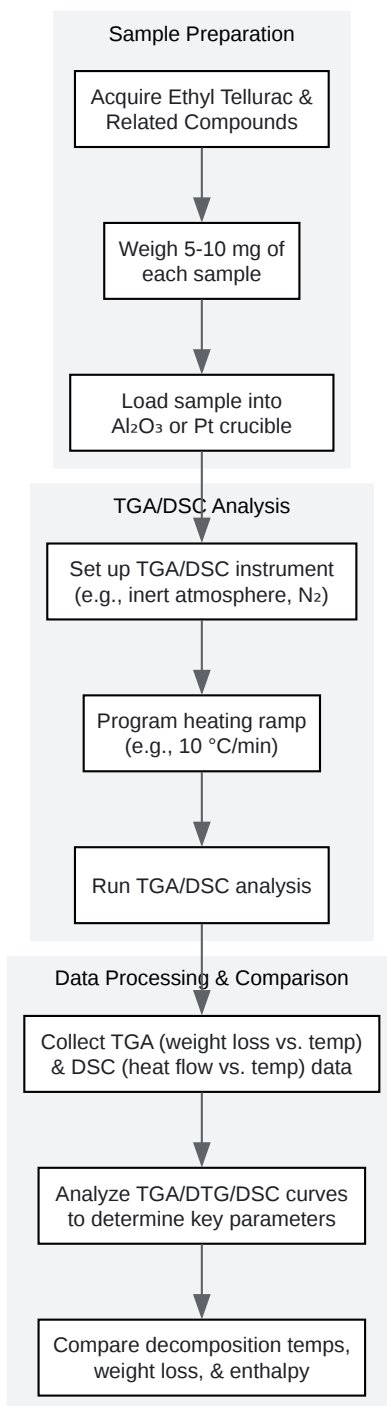 Sample Preparation
Acquire Ethyl Tellurac &
Related Compounds
Weigh 5-10 mg of
each sample
Load sample into
Al₂O₃ or Pt crucible
TGA/DSC Analysis
Set up TGA/DSC instrument
(e.g., inert atmosphere, N₂)
Program heating ramp
(e.g., 10 °C/min)
Run TGA/DSC analysis
Data Processing & Comparison
Collect TGA (weight loss vs. temp)
& DSC (heat flow vs. temp) data
Analyze TGA/DTG/DSC curves
to determine key parameters
Compare decomposition temps,
weight loss, & enthalpy